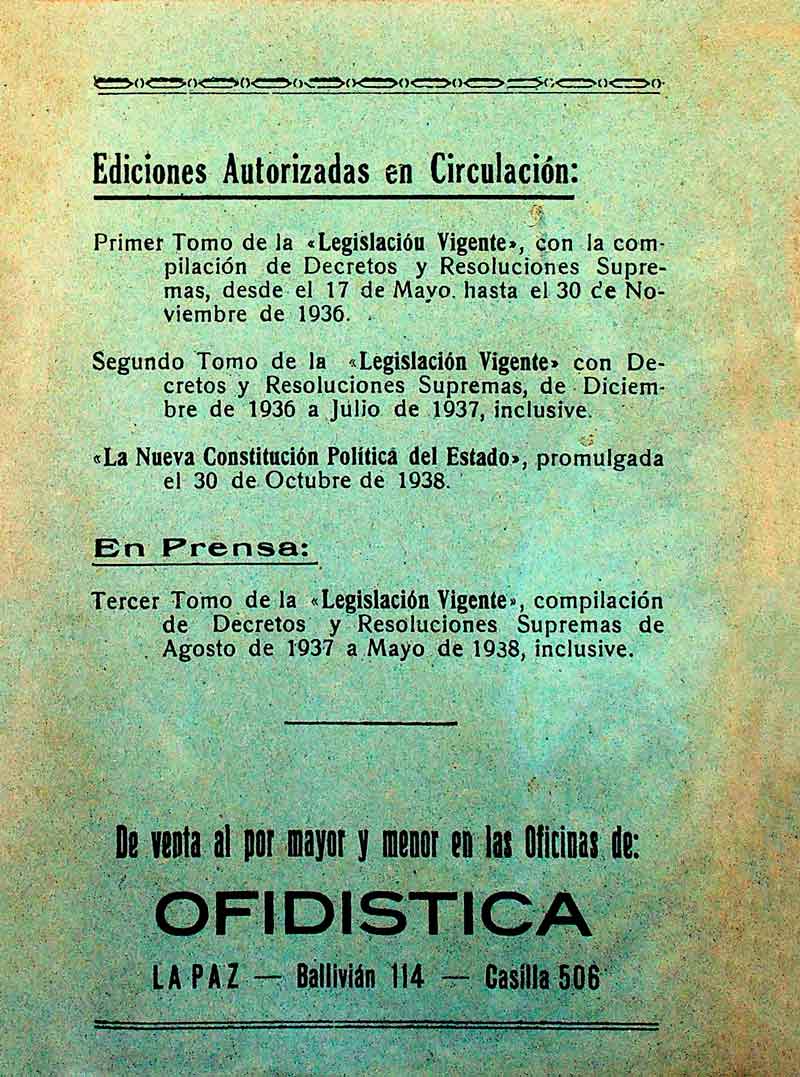 Ediciones Autorizadas en Circulación:
Primer Tomo de la «Legislación Vigente», con la com-
pilación de Decretos y Resoluciones Supre-
mas, desde el 17 de Mayo. hasta el 30 de No-
viembre de 1936.
Segundo Tomo de la «Legislación Vigente» con De-
cretos y Resoluciones Supremas, de Diciem-
bre de 1936 a Julio de 1937, inclusive.
«La Nueva Constitución Política del Estado», promulgada
el 30 de Octubre de 1938.
En Prensa:
Tercer Tomo de la «Legislación Vigente», compilación
de Decretos y Resoluciones Supremas de
Agosto de 1937 a Mayo de 1938, inclusive.
De venta al por mayor y menor en las Oficinas de:
OFIDISTICA
LA PAZ — Ballivián 114 — Casilla 506